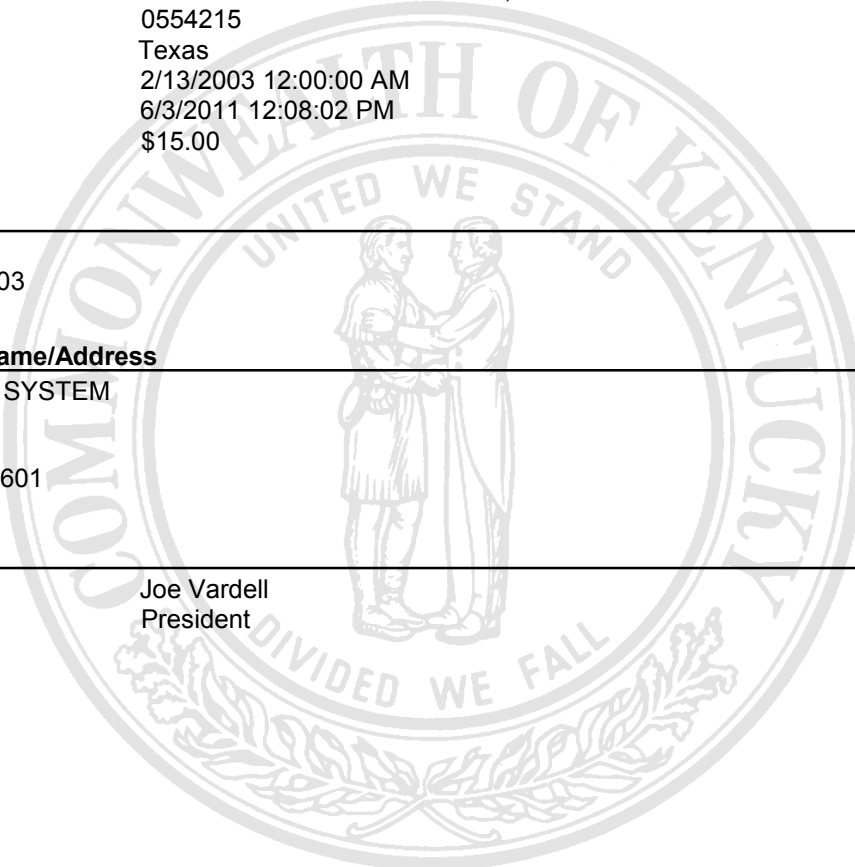 0554215
Texas
2/13/2003 12:00:00 AM
6/3/2011 12:08:02 PM
$15.00
03
ame/Address
SYSTEM
601
Joe Vardell
President
COMMONWEALTH OF KENTUCKY
UNITED WE STAND
DIVIDED WE FALL